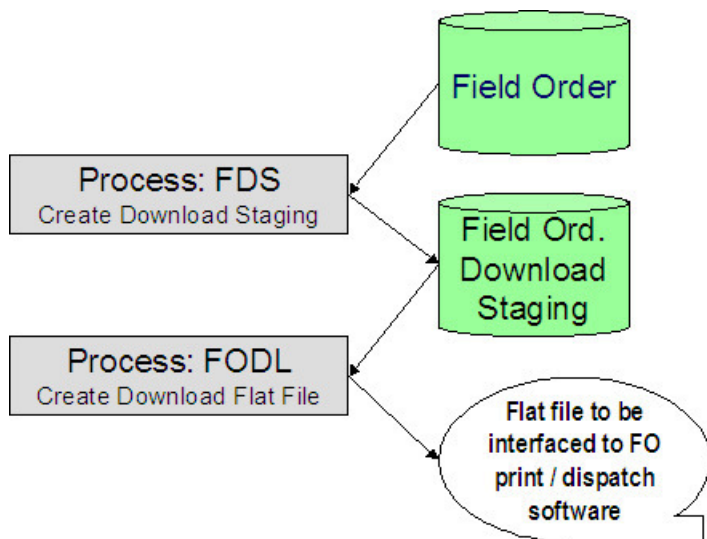 Field Order
Process: FDS
Create Download Staging
Field Ord.
Download
Staging
Process: FODL
Create Download Flat File
Flat file to be
interfaced to FO
print / dispatch
software